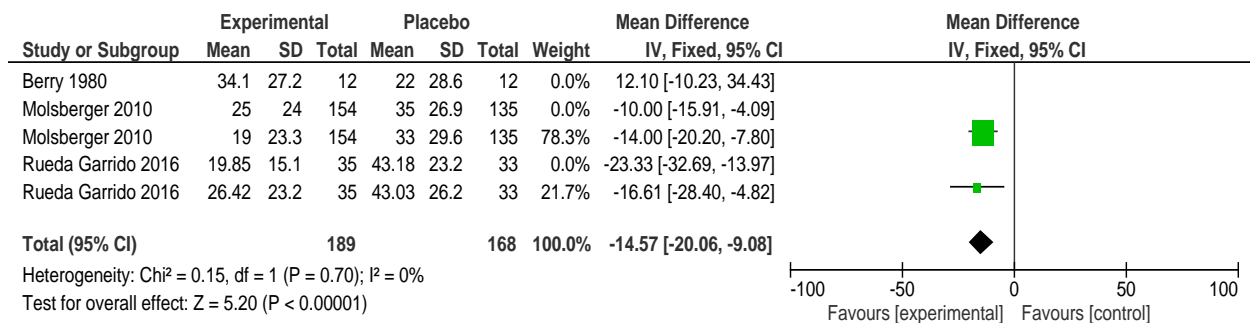 Experimental Placebo Mean Difference Mean Difference
Study or Subgroup Mean SD Total Mean SD Total Weight IV, Fixed, 95% CI IV, Fixed, 95% CI
Berry 1980 34.1 27.2 12 22 28.6 12 0.0% 12.10 [-10.23, 34.43]
Molsberger 2010 25 24 154 35 26.9 135 0.0% -10.00 [-15.91, -4.09]
Molsberger 2010 19 23.3 154 33 29.6 135 78.3% -14.00 [-20.20, -7.80]
Rueda Garrido 2016 19.85 15.1 35 43.18 23.2 33 0.0% -23.33 [-32.69, -13.97]
Rueda Garrido 2016 26.42 23.2 35 43.03 26.2 33 21.7% -16.61 [-28.40, -4.82]
Total (95% CI) 189 168 100.0% -14.57 [-20.06, -9.08]
Heterogeneity: Chi² = 0.15, df = 1 (P = 0.70); I² = 0%
Test for overall effect: Z = 5.20 (P < 0.00001)
-100 -50 0 50 100
Favours [experimental] Favours [control]